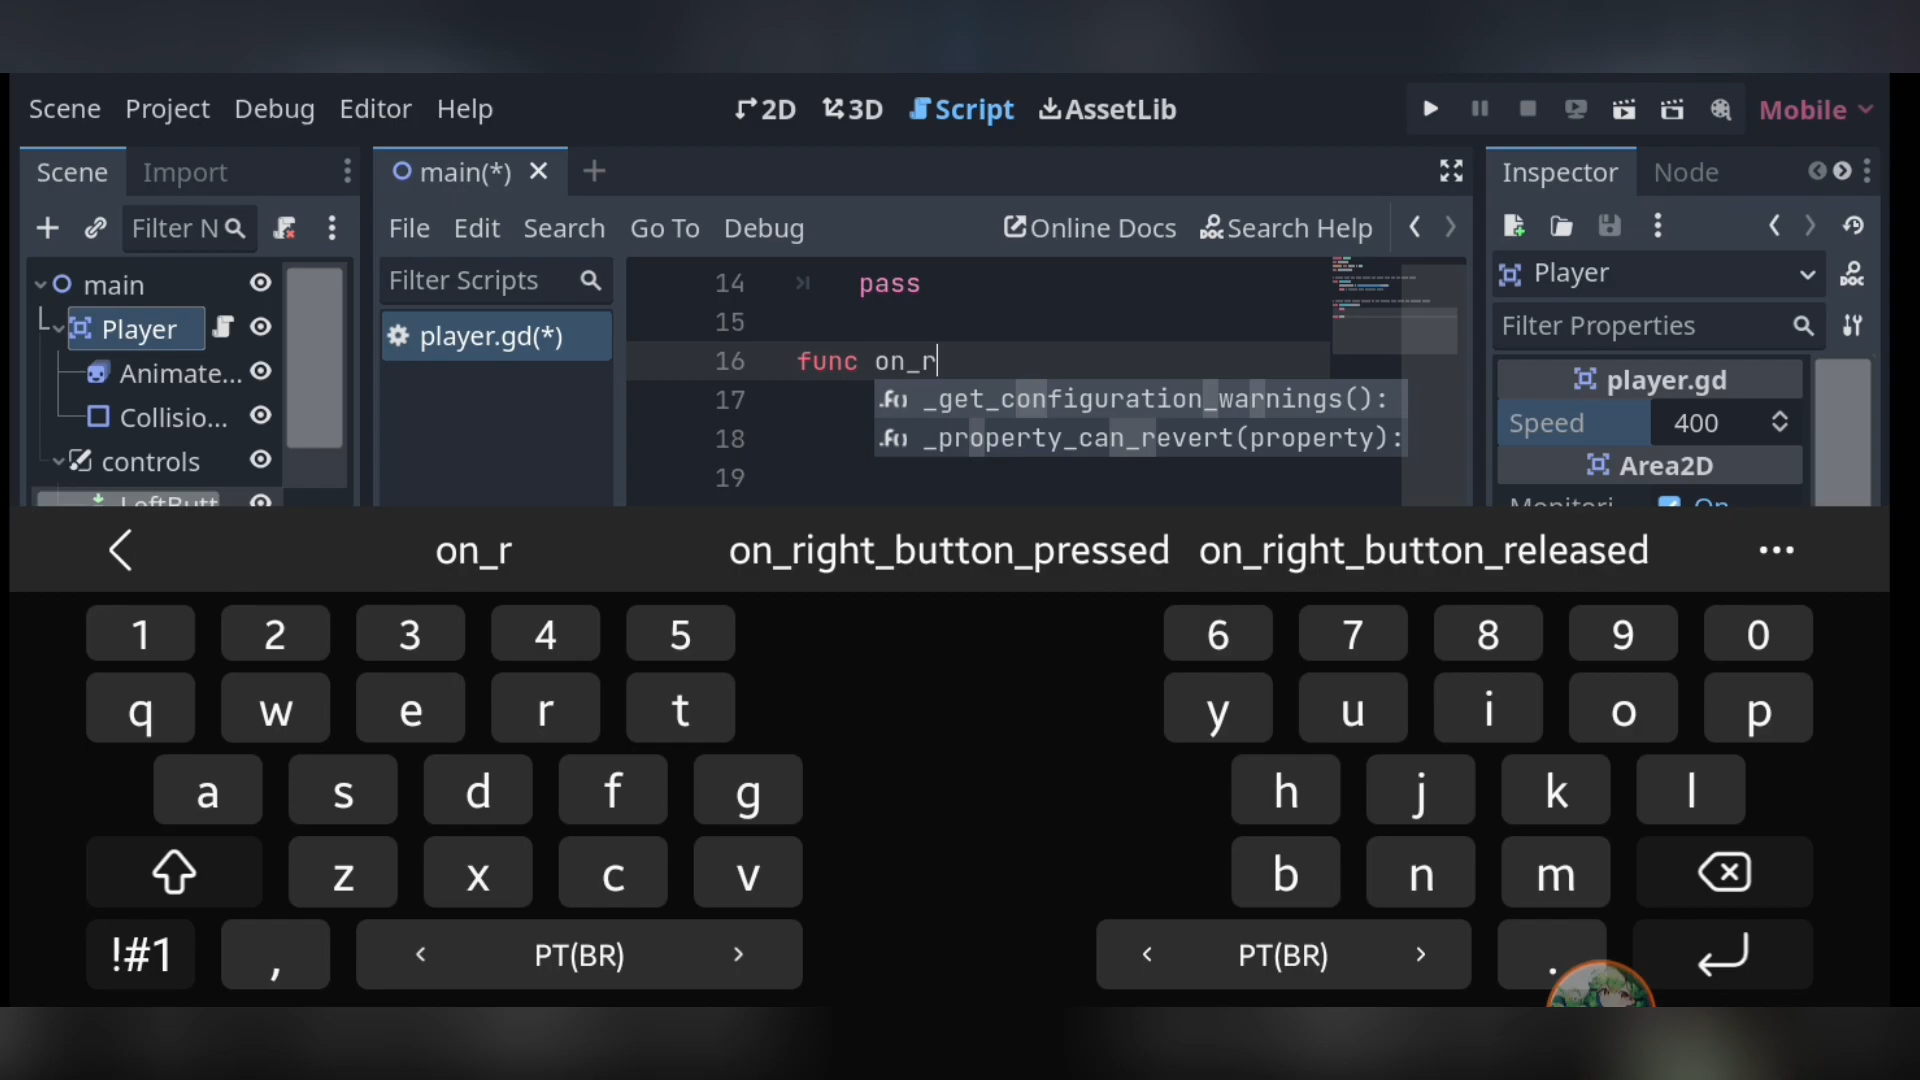 Scene Project Debug Editor Help 2D 3D Script AssetLib Mobile
Scene Import main(*) Inspector Node
Filter N File Edit Search Go To Debug Online Docs Search Help
main Filter Scripts 14 pass Player
15
Player player.gd(*) Filter Properties
16 func on_r
Animate... 17 _get_configuration_warnings(): player.gd
Collisio... Speed 400
18 _property_can_revert(property):
controls 19 Area2D
LeftButt Monitori On
on_r on_right_button_pressed on_right_button_released ...
1 2 3 4 5 6 7 8 9 0
q w e r t y u i o p
a s d f g h j k l
z x c v b n m
!#1 , < PT(BR) > < PT(BR) > .